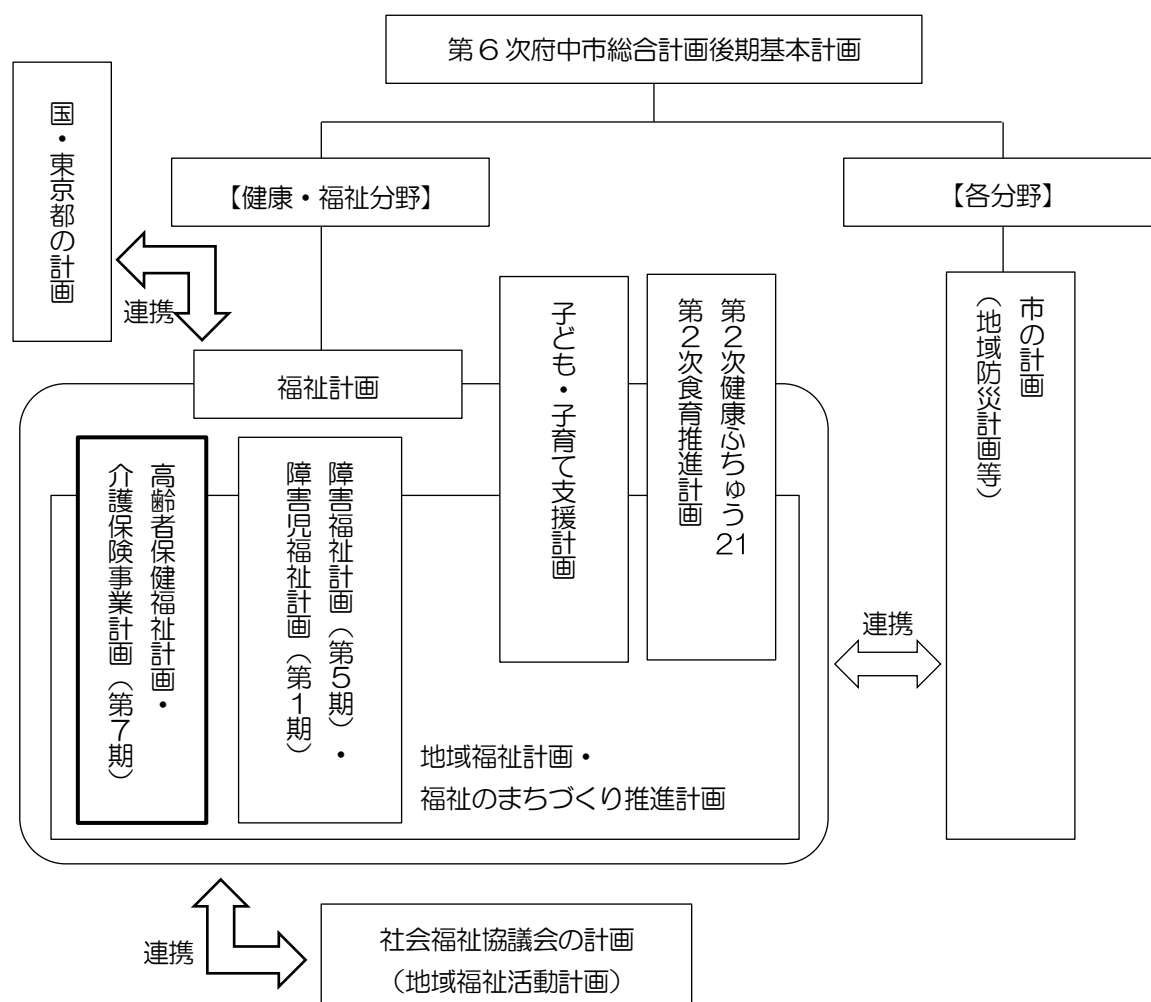 第6次府中市総合計画後期基本計画
国・東京都の計画
【健康・福祉分野】
【各分野】
連携
福祉計画
子ども・子育て支援計画
第2次健康ふちゅう21
第2次食育推進計画
市の計画
(地域防災計画等)
高齢者保健福祉計画・
介護保険事業計画(第7期)
障害福祉計画(第5期)・
障害児福祉計画(第1期)
連携
地域福祉計画・
福祉のまちづくり推進計画
連携
社会福祉協議会の計画
(地域福祉活動計画)